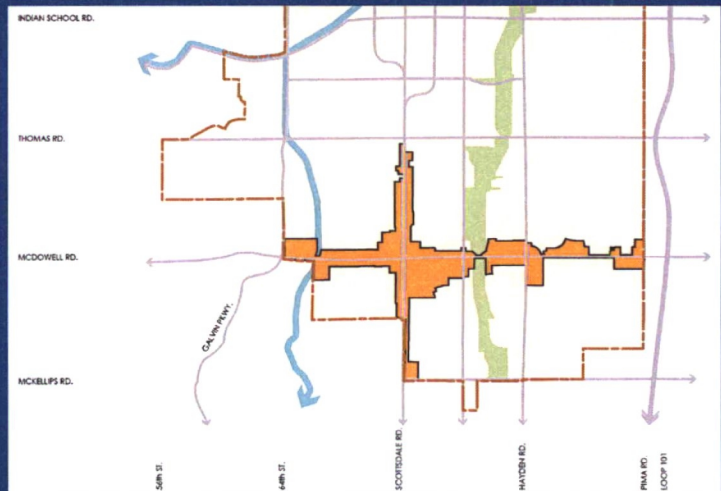 INDIAN SCHOOL RD.
THOMAS RD.
MCDOWELL RD.
GALVIN PKWY.
MCKELLIPS RD.
56th ST.
64th ST.
SCOTTSDALE RD.
HAYDEN RD.
PIMA RD.
LOOP 101